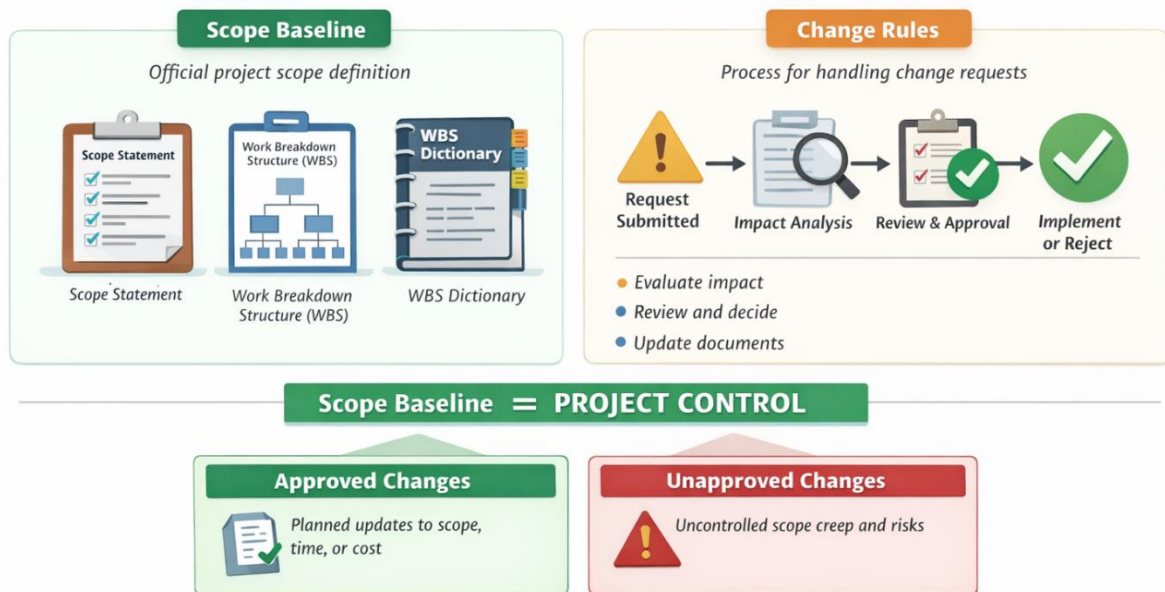 Scope Baseline
Official project scope definition
Scope Statement
Work Breakdown
Structure (WBS)
WBS
Dictionary
Scope Statement
Work Breakdown
Structure (WBS)
WBS Dictionary
Change Rules
Process for handling change requests
Request
Submitted
Impact Analysis
Review & Approval
Implement
or Reject
Evaluate impact
Review and decide
Update documents
Scope Baseline = PROJECT CONTROL
Approved Changes
Planned updates to scope,
time, or cost
Unapproved Changes
Uncontrolled scope creep and risks